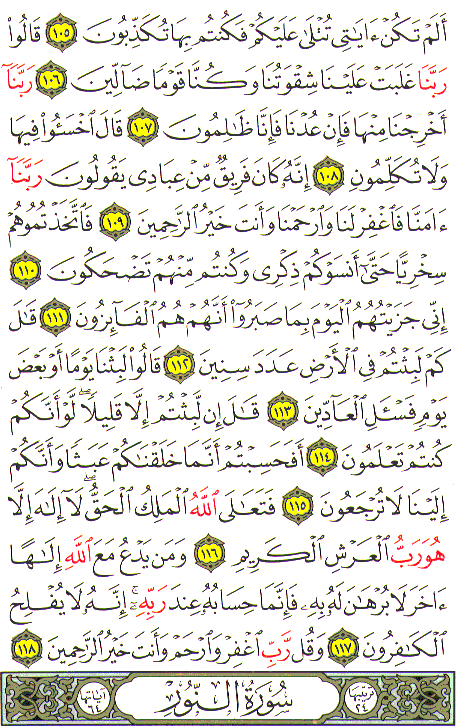 أَلَمْ تَكُنْ ءَايَٰتِى تُتْلَىٰ عَلَيْكُمْ فَكُنتُم بِهَا تُكَذِّبُونَ ١٠٥ قَالُوا۟
رَبَّنَا غَلَبَتْ عَلَيْنَا شِقْوَتُنَا وَكُنَّا قَوْمًا ضَآلِّينَ ١٠٦ رَبَّنَآ
أَخْرِجْنَا مِنْهَا فَإِنْ عُدْنَا فَإِنَّا ظَٰلِمُونَ ١٠٧ قَالَ ٱخْسَـُٔوا۟ فِيهَا
وَلَا تُكَلِّمُونِ ١٠٨ إِنَّهُۥ كَانَ فَرِيقٌ مِّنْ عِبَادِى يَقُولُونَ رَبَّنَآ
ءَامَنَّا فَٱغْفِرْ لَنَا وَٱرْحَمْنَا وَأَنتَ خَيْرُ ٱلرَّٰحِمِينَ ١٠٩ فَٱتَّخَذْتُمُوهُمْ
سِخْرِيًّا حَتَّىٰٓ أَنسَوْكُمْ ذِكْرِى وَكُنتُم مِّنْهُمْ تَضْحَكُونَ ١١٠
إِنِّى جَزَيْتُهُمُ ٱلْيَوْمَ بِمَا صَبَرُوٓا۟ أَنَّهُمْ هُمُ ٱلْفَآئِزُونَ ١١١ قَٰلَ
كَمْ لَبِثْتُمْ فِى ٱلْأَرْضِ عَدَدَ سِنِينَ ١١٢ قَالُوا۟ لَبِثْنَا يَوْمًا أَوْ بَعْضَ
يَوْمٍ فَسْـَٔلِ ٱلْعَآدِّينَ ١١٣ قَٰلَ إِن لَّبِثْتُمْ إِلَّا قَلِيلًا ۖ لَّوْ أَنَّكُمْ
كُنتُمْ تَعْلَمُونَ ١١٤ أَفَحَسِبْتُمْ أَنَّمَا خَلَقْنَٰكُمْ عَبَثًا وَأَنَّكُمْ
إِلَيْنَا لَا تُرْجَعُونَ ١١٥ فَتَعَٰلَى ٱللَّهُ ٱلْمَلِكُ ٱلْحَقُّ ۖ لَآ إِلَٰهَ إِلَّا
هُوَ رَبُّ ٱلْعَرْشِ ٱلْكَرِيمِ ١١٦ وَمَن يَدْعُ مَعَ ٱللَّهِ إِلَٰهًا
ءَاخَرَ لَا بُرْهَٰنَ لَهُۥ بِهِۦ فَإِنَّمَا حِسَابُهُۥ عِندَ رَبِّهِۦٓ ۚ إِنَّهُۥ لَا يُفْلِحُ
ٱلْكَٰفِرُونَ ١١٧ وَقُل رَّبِّ ٱغْفِرْ وَٱرْحَمْ وَأَنتَ خَيْرُ ٱلرَّٰحِمِينَ ١١٨
ترتيبها ٢٤ سُورَةُ النُّورِ آياتها ٦٤